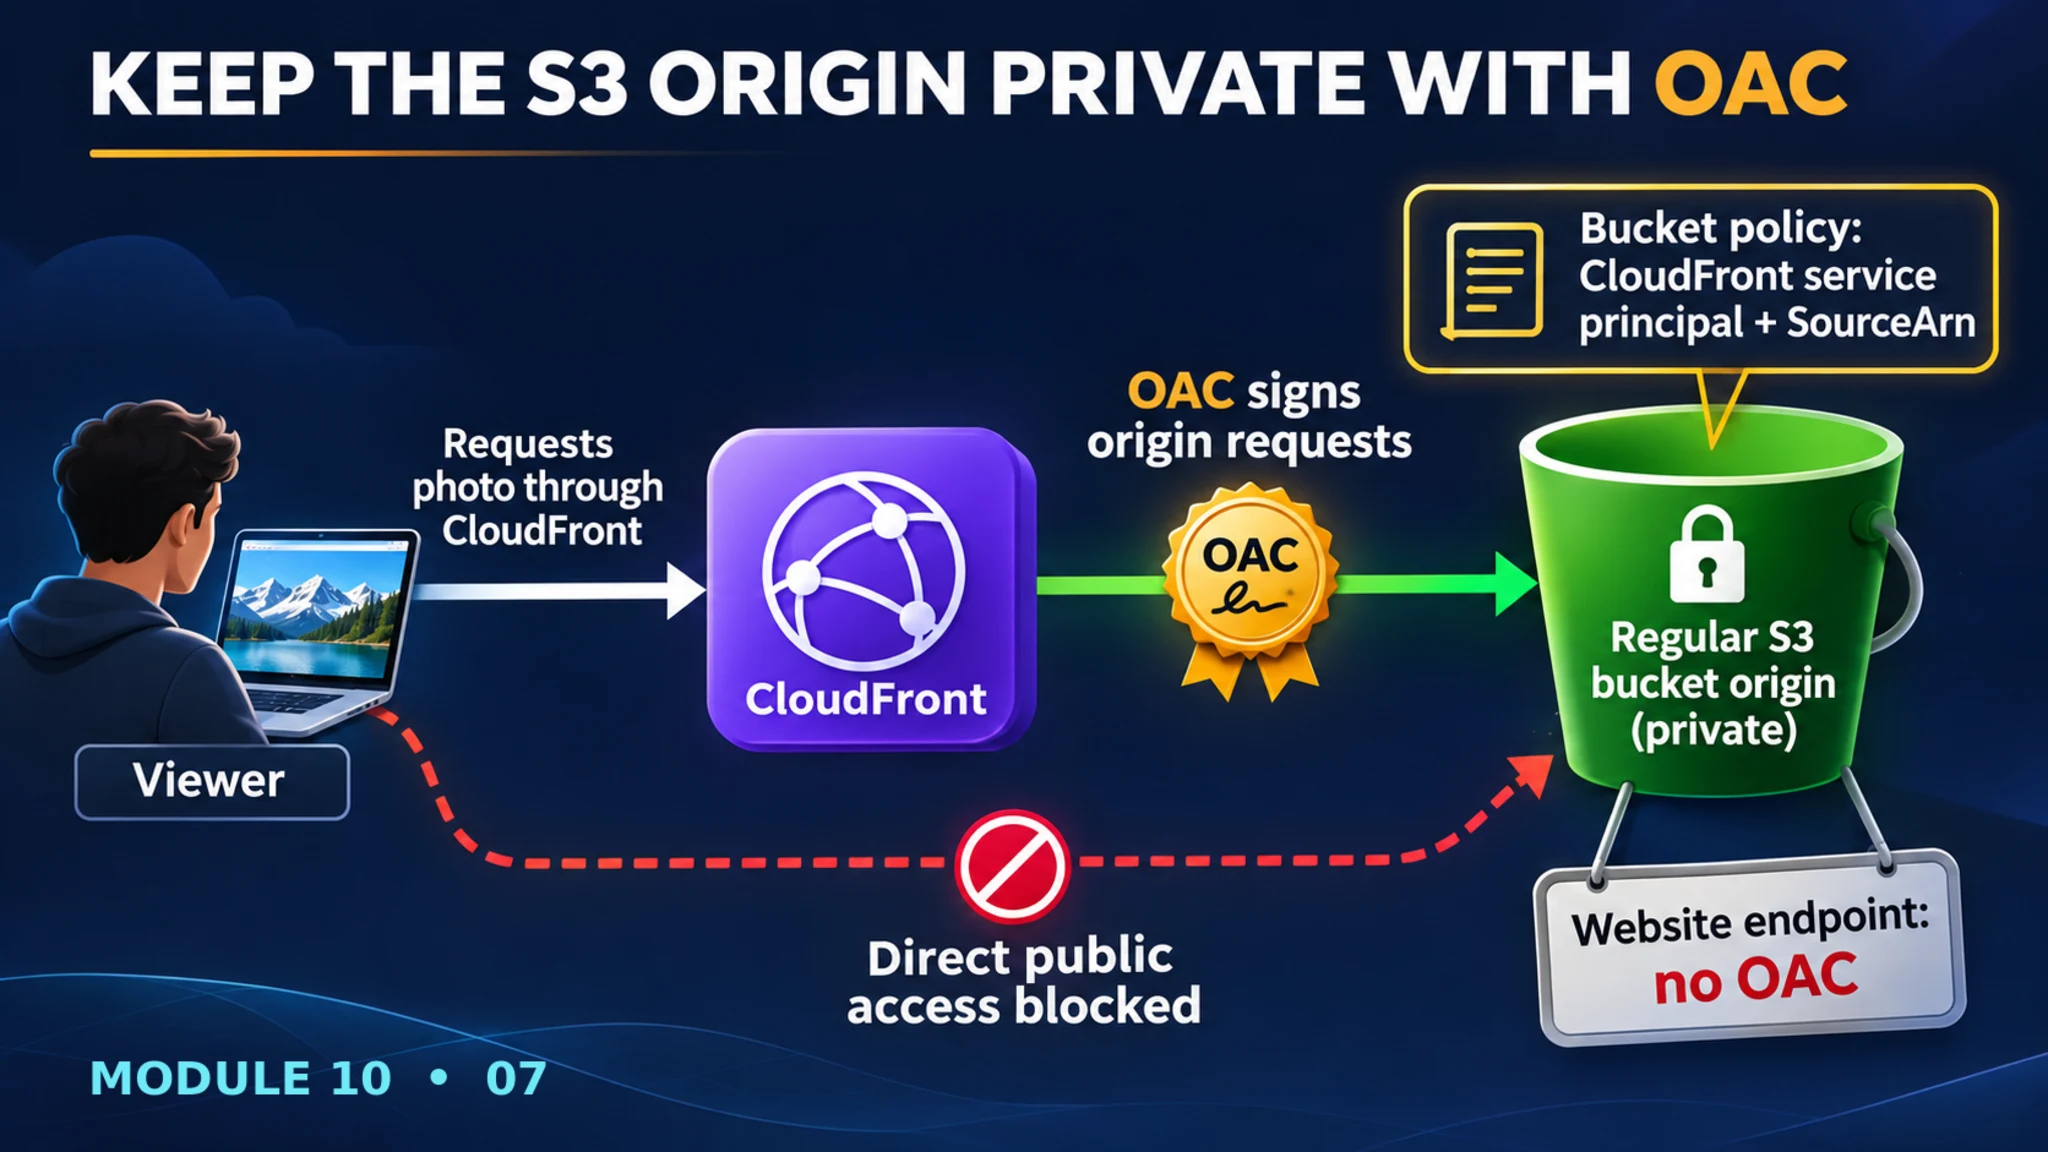 KEEP THE S3 ORIGIN PRIVATE WITH OAC
Bucket policy:
CloudFront service
principal + SourceArn
Requests
photo through
CloudFront
OAC signs
origin requests
OAC
CloudFront
Regular S3
bucket origin
(private)
Viewer
Direct public
access blocked
Website endpoint:
no OAC
MODULE 10 • 07